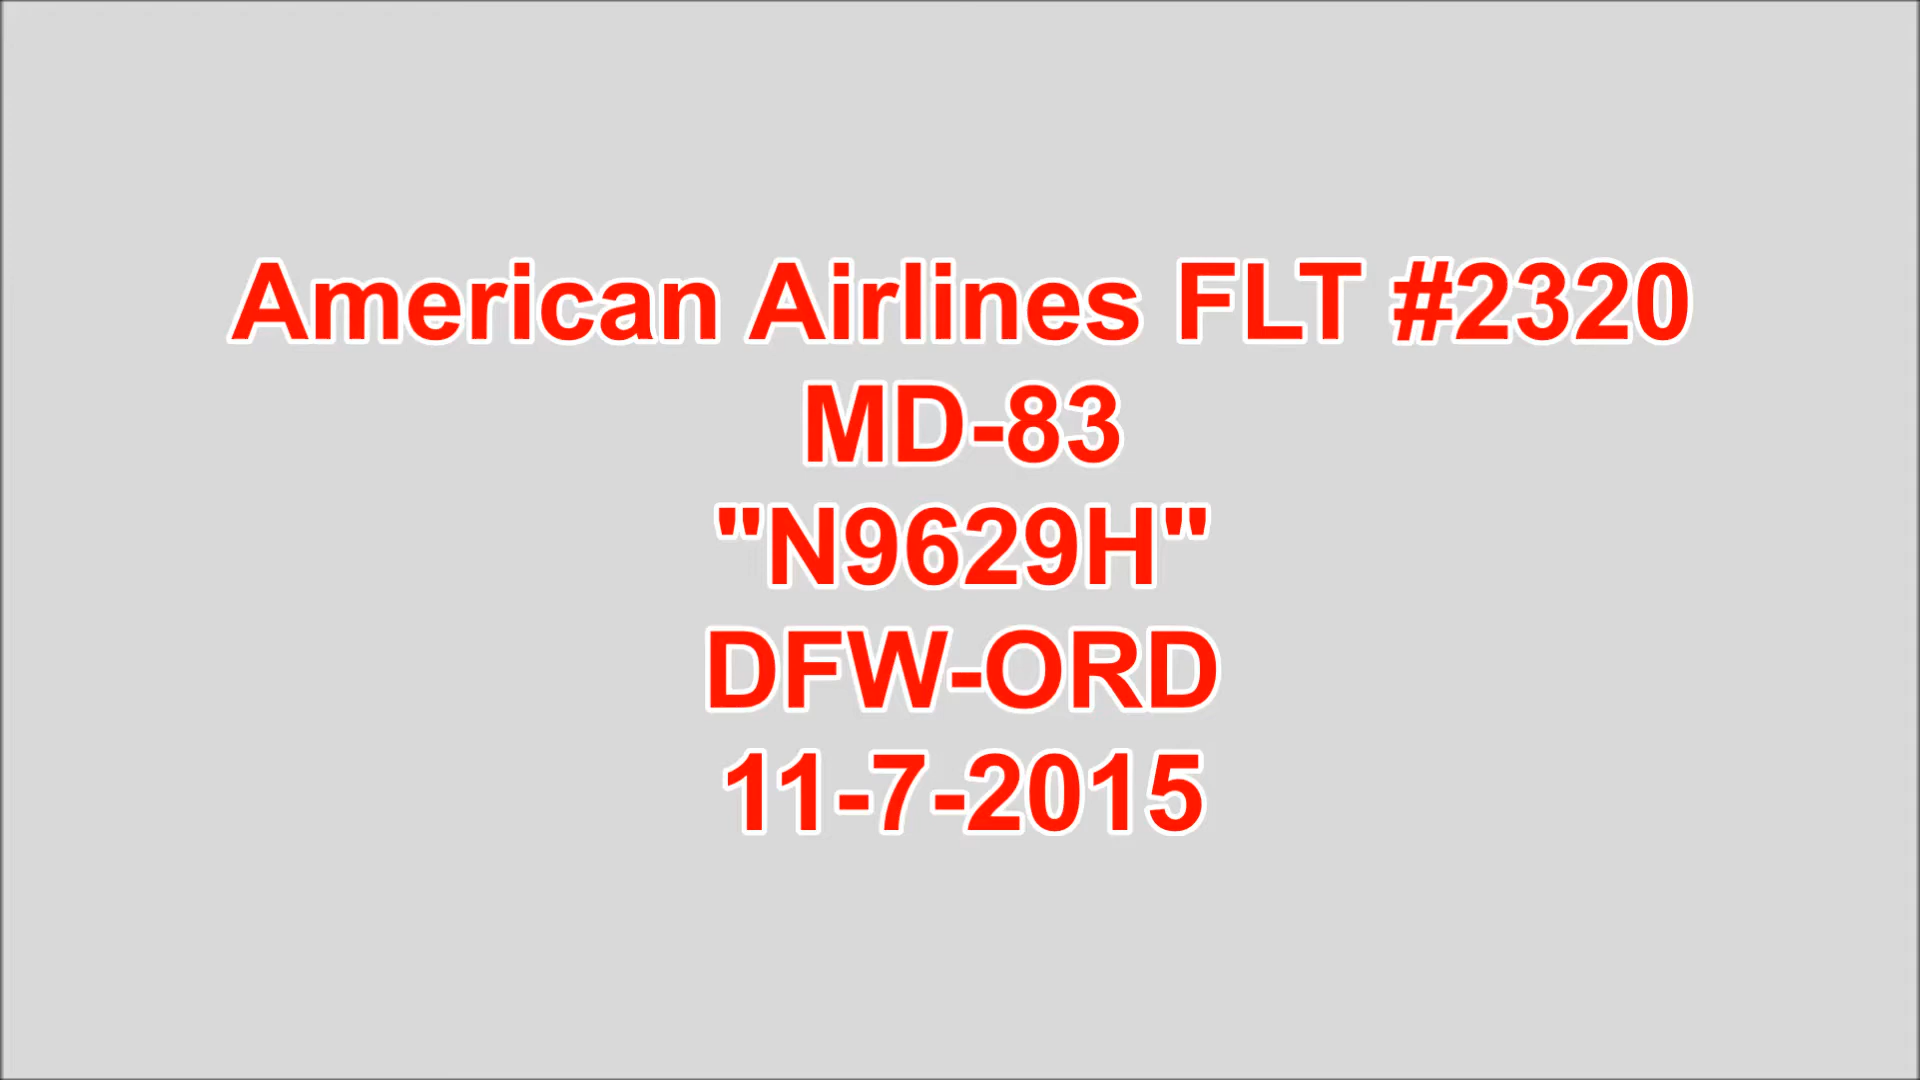 American Airlines FLT #2320
MD-83
"N9629H"
DFW-ORD
11-7-2015